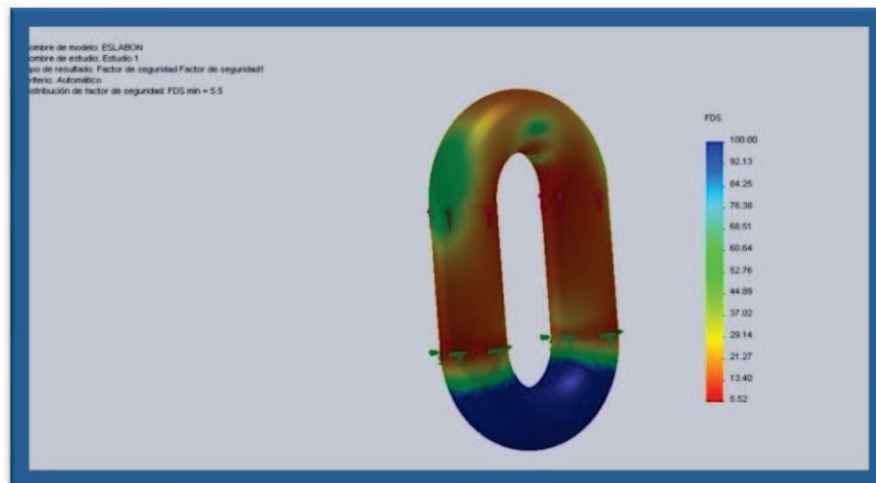 ombre de modelo: ESLABON
ombre de estudio: Estudio 1
ipo de resultado: Factor de seguridad Factor de seguridad1
riterio: Automático
istribución de factor de seguridad: FDS mín = 5.5
FDS
100.00
92.13
84.25
76.38
68.51
60.64
52.76
44.89
37.02
29.14
21.27
13.40
5.52